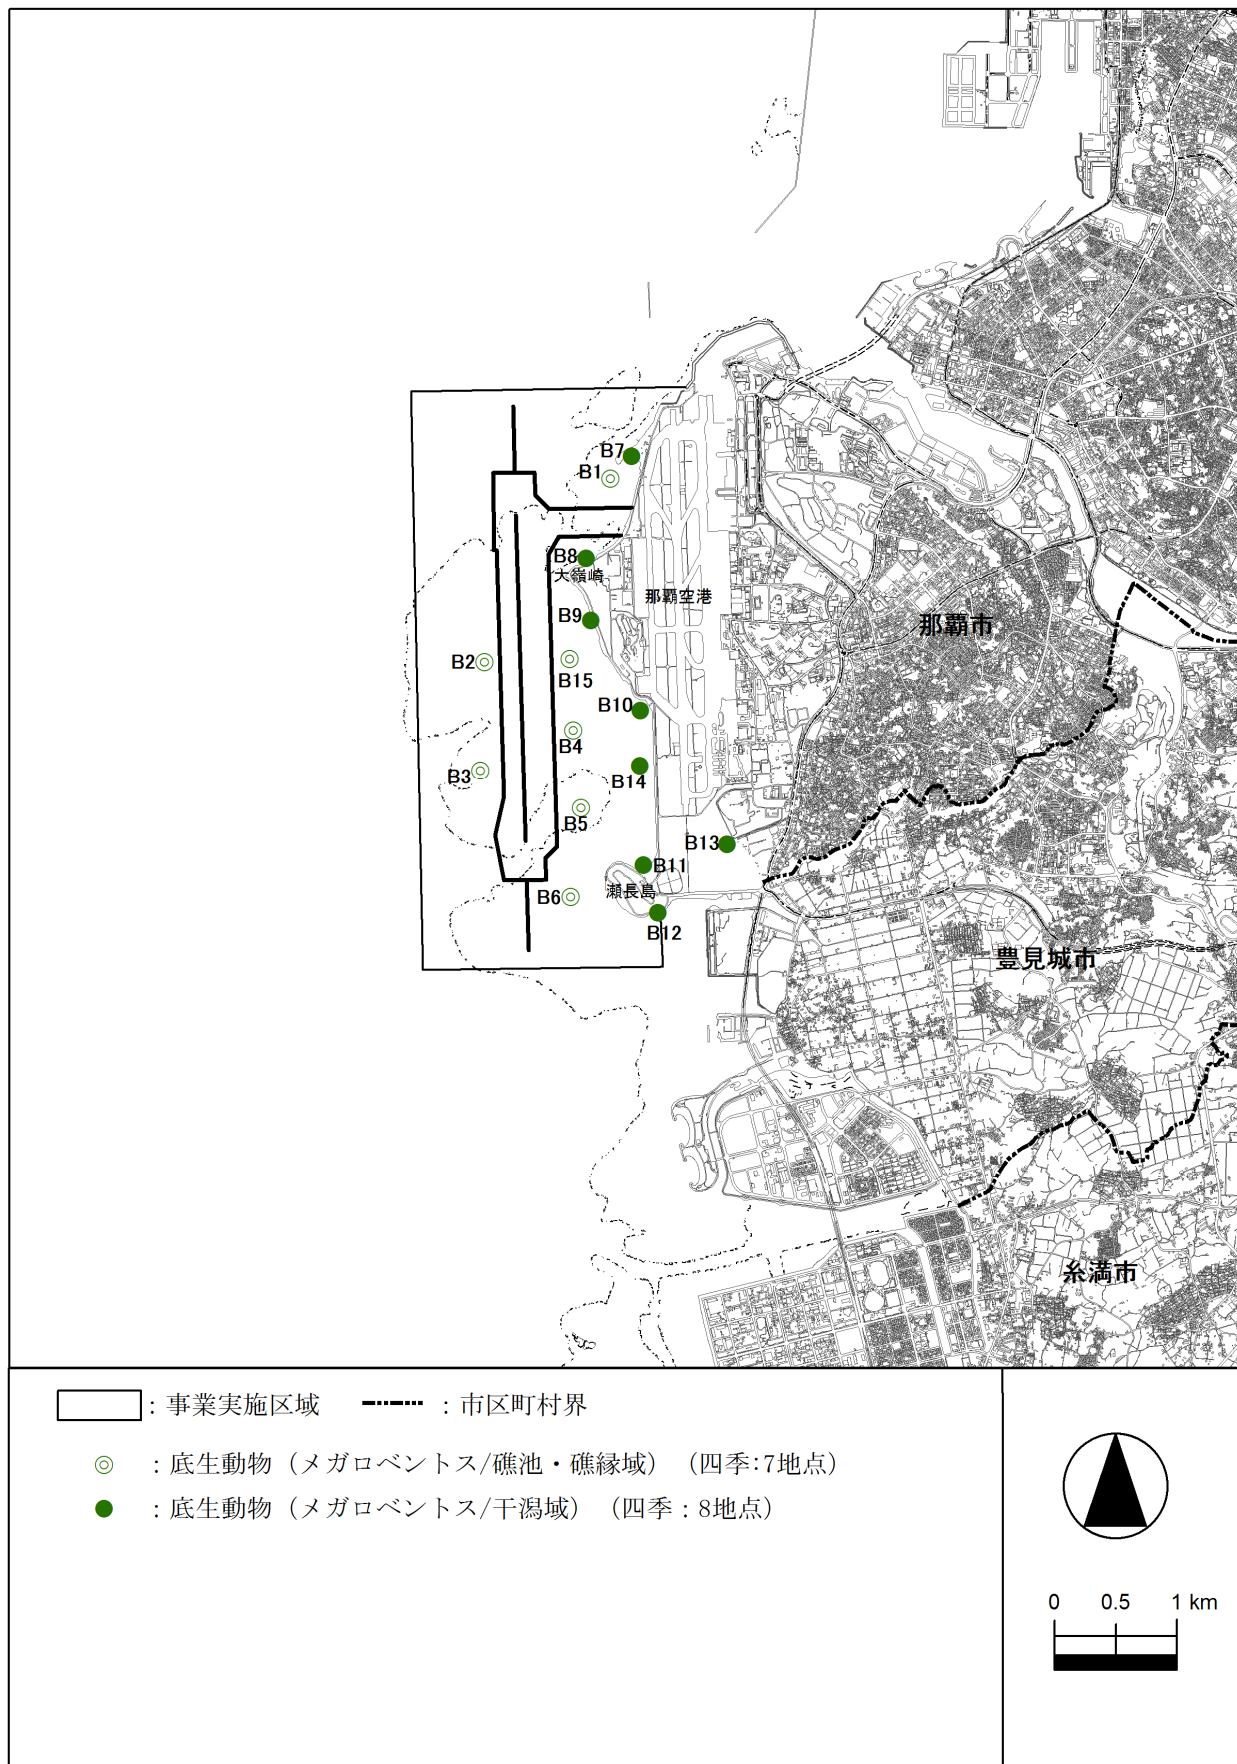 B7
B1
B8
大嶺崎
那覇空港
B9
那覇市
B2
B15
B10
B4
B3
B14
B5
B13
B11
瀬長島
B6
B12
豊見城市
糸満市
：事業実施区域
：市区町村界
：底生動物（メガロベントス/礁池・礁縁域）（四季:7地点）
：底生動物（メガロベントス/干潟域）（四季：8地点）
0 0.5 1 km